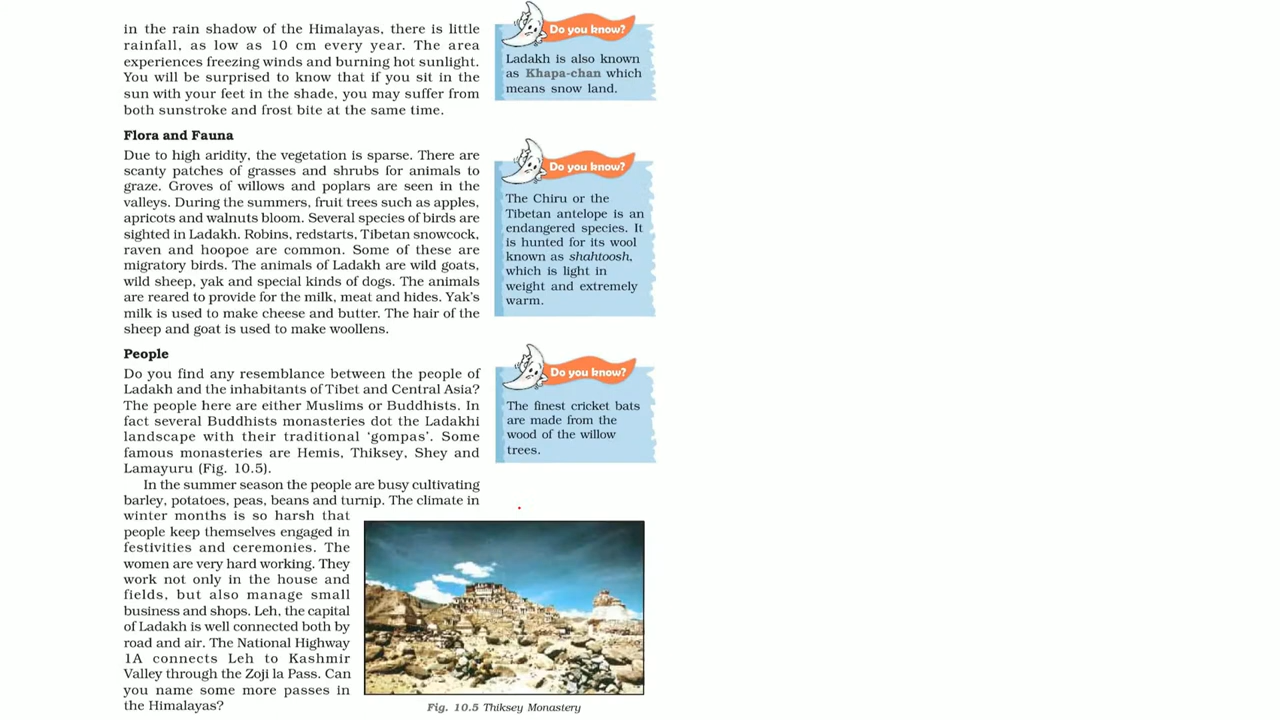 in the rain shadow of the Himalayas, there is little
rainfall, as low as 10 cm every year. The area
experiences freezing winds and burning hot sunlight.
You will be surprised to know that if you sit in the
sun with your feet in the shade, you may suffer from
both sunstroke and frost bite at the same time.
Flora and Fauna
Due to high aridity, the vegetation is sparse. There are
scanty patches of grasses and shrubs for animals to
graze. Groves of willows and poplars are seen in the
valleys. During the summers, fruit trees such as apples,
apricots and walnuts bloom. Several species of birds are
sighted in Ladakh. Robins, redstarts, Tibetan snowcock,
raven and hoopoe are common. Some of these are
migratory birds. The animals of Ladakh are wild goats,
wild sheep, yak and special kinds of dogs. The animals
are reared to provide for the milk, meat and hides. Yak's
milk is used to make cheese and butter. The hair of the
sheep and goat is used to make woollens.
People
Do you find any resemblance between the people of
Ladakh and the inhabitants of Tibet and Central Asia?
The people here are either Muslims or Buddhists. In
fact several Buddhists monasteries dot the Ladakhi
landscape with their traditional 'gompas'. Some
famous monasteries are Hemis, Thiksey, Shey and
Lamayuru (Fig. 10.5).
In the summer season the people are busy cultivating
barley, potatoes, peas, beans and turnip. The climate in
winter months is so harsh that
people keep themselves engaged in
festivities and ceremonies. The
women are very hard working. They
work not only in the house and
fields, but also manage small
business and shops. Leh, the capital
of Ladakh is well connected both by
road and air. The National Highway
1A connects Leh to Kashmir
Valley through the Zoji la Pass. Can
you name some more passes in
the Himalayas?
Do you know?
Ladakh is also known
as Khapa-chan which
means snow land.
Do you know?
The Chiru or the
Tibetan antelope is an
endangered species. It
is hunted for its wool
known as shahtoosh,
which is light in
weight and extremely
warm.
Do you know?
The finest cricket bats
are made from the
wood of the willow
trees.
Fig. 10.5 Thiksey Monastery